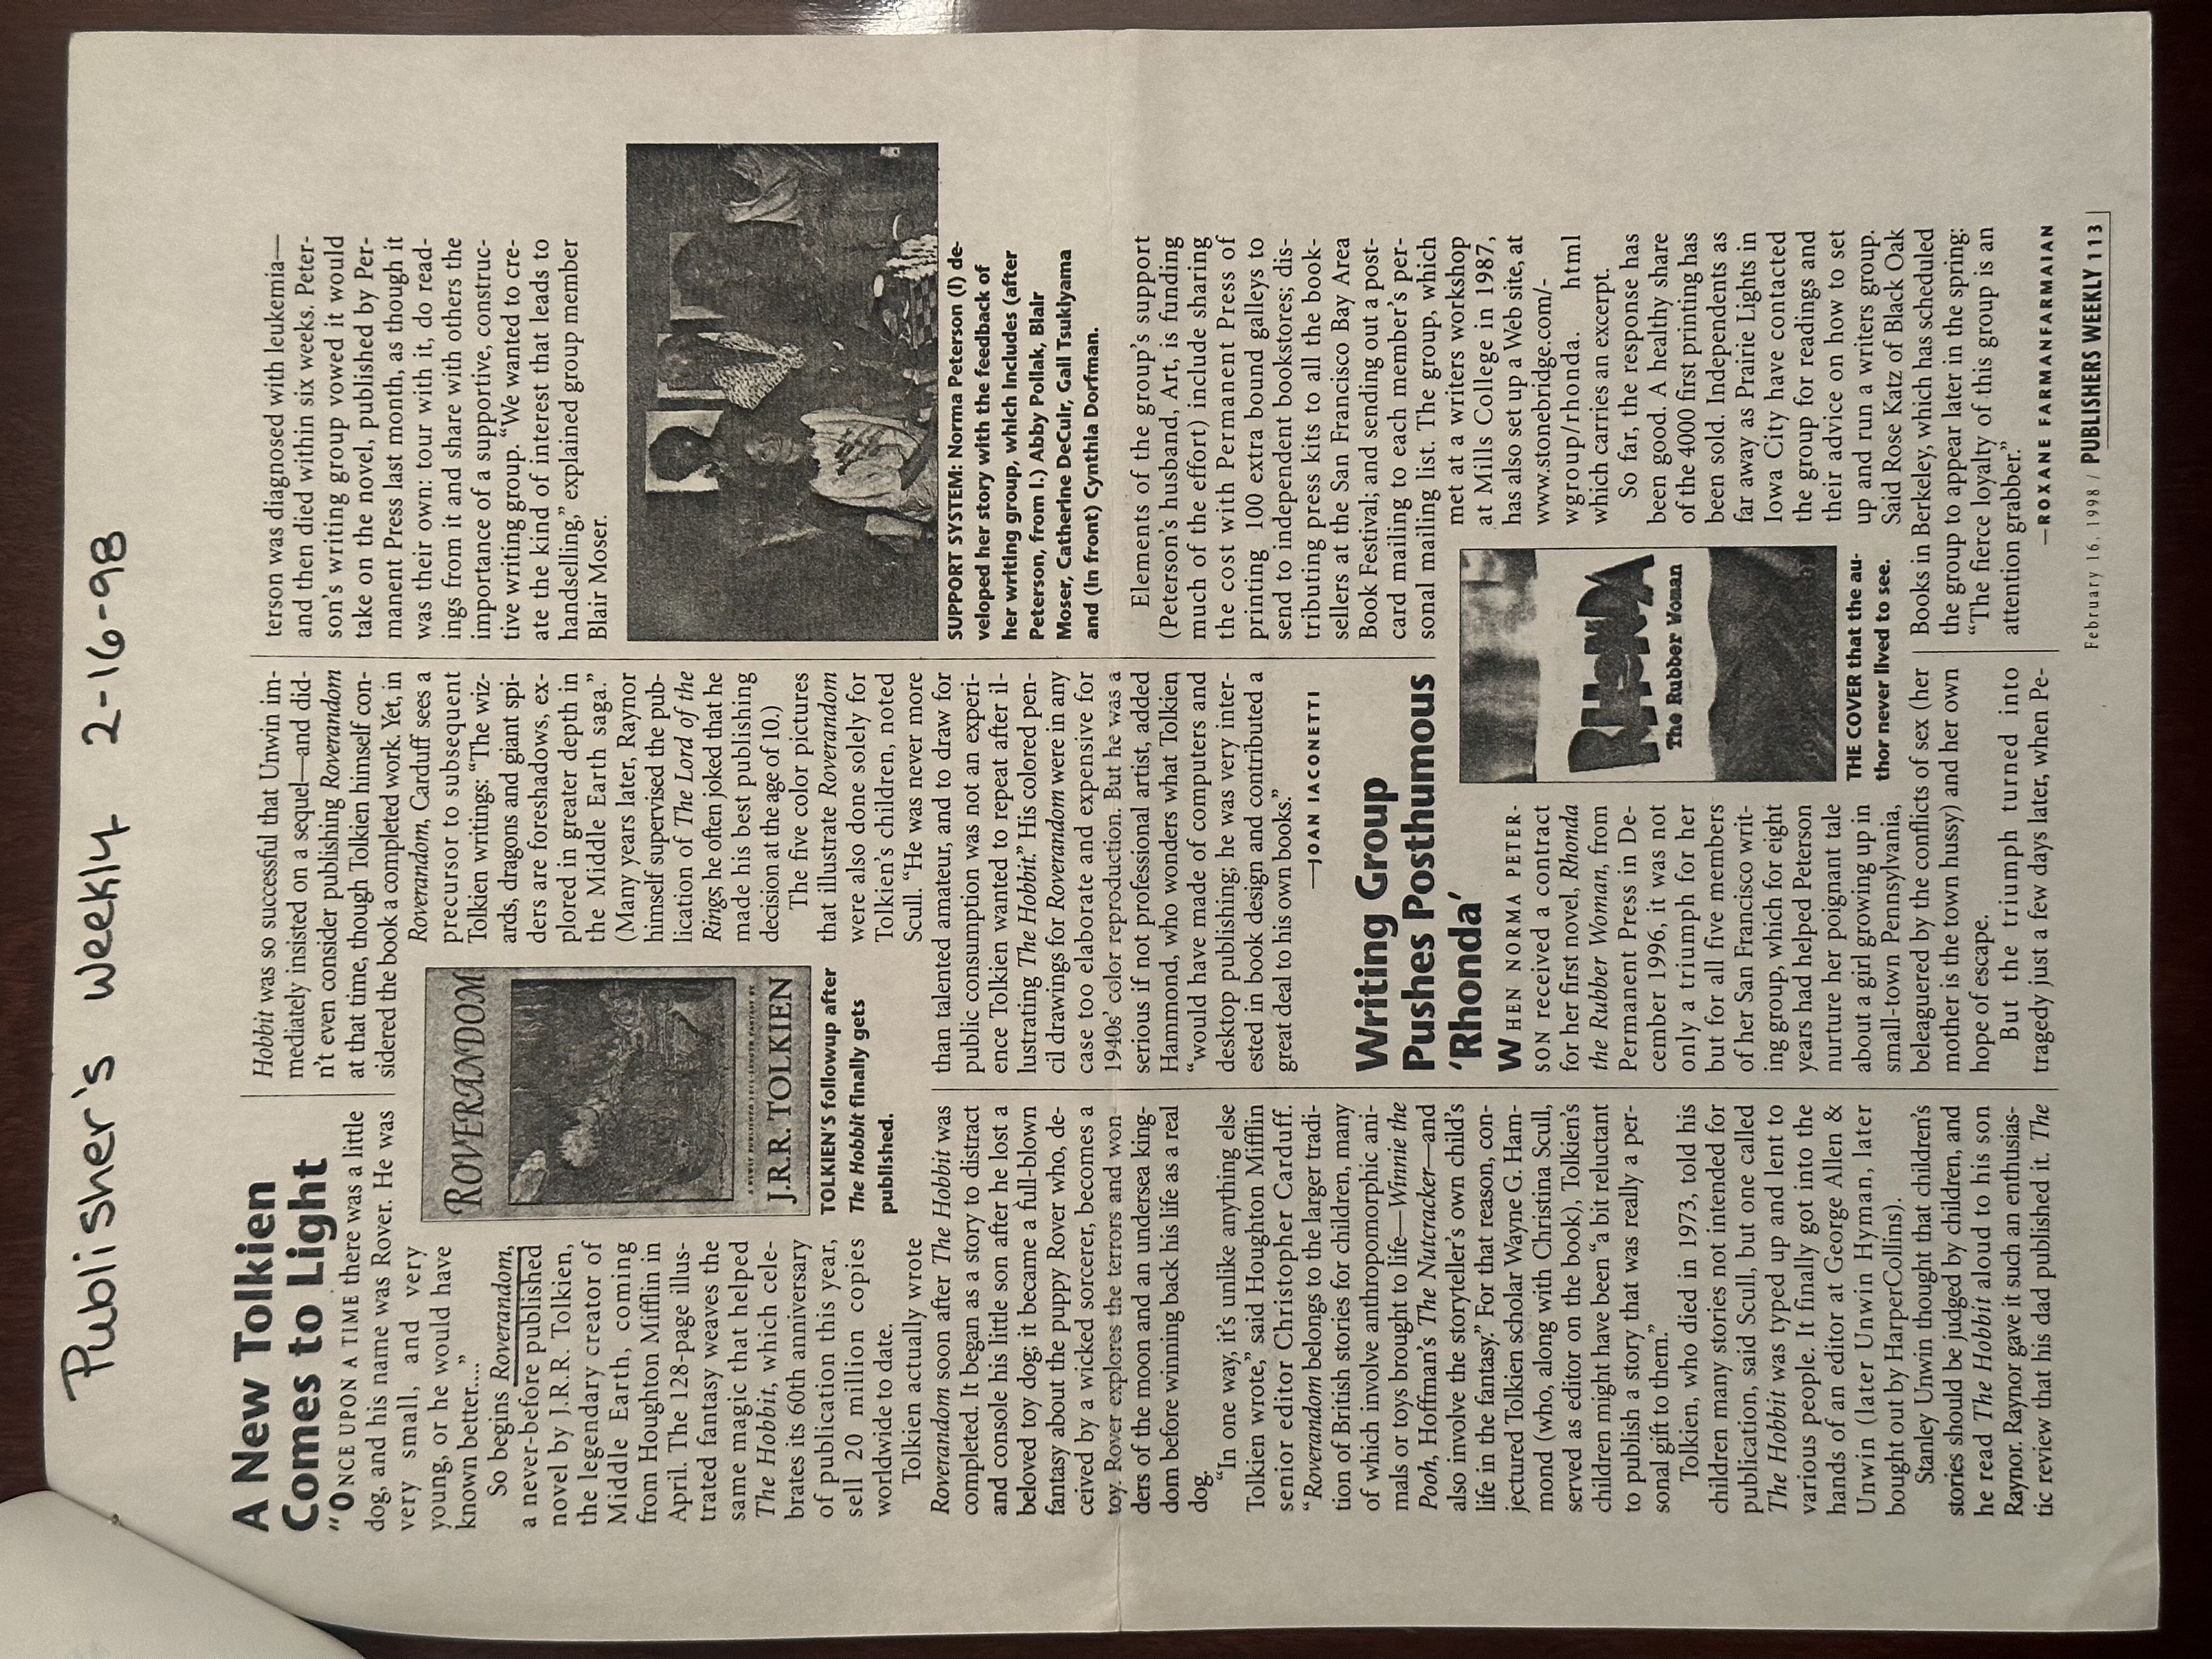 Publisher's Weekly 2-16-98
A New Tolkien
Comes to Light
"ONCE UPON A TIME there was a little
dog, and his name was Rover. He was
very small, and very
young, or he would have
known better...."
So begins Roverandom,
a never-before published
novel by J.R.R. Tolkien,
the legendary creator of
Middle Earth, coming
from Houghton Mifflin in
April. The 128-page illus-
trated fantasy weaves the
same magic that helped
The Hobbit, which cele-
brates its 60th anniversary
of publication this year,
sell 20 million copies
worldwide to date.
Tolkien actually wrote
Roverandom soon after The Hobbit was
completed. It began as a story to distract
and console his little son after he lost a
beloved toy dog; it became a full-blown
fantasy about the puppy Rover who, de-
ceived by a wicked sorcerer, becomes a
toy. Rover explores the terrors and won
ders of the moon and an undersea king-
dom before winning back his life as a real
dog.
"In one way, it's unlike anything else
Tolkien wrote," said Houghton Mifflin
senior editor Christopher Carduff.
"Roverandom belongs to the larger tradi-
tion of British stories for children, many
of which involve anthropomorphic ani-
mals or toys brought to life—Winnie the
Pooh, Hoffman's The Nutcracker—and
also involve the storyteller's own child's
life in the fantasy." For that reason, con-
jectured Tolkien scholar Wayne G. Ham-
mond (who, along with Christina Scull,
served as editor on the book), Tolkien's
children might have been "a bit reluctant
to publish a story that was really a per-
sonal gift to them."
Tolkien, who died in 1973, told his
children many stories not intended for
publication, said Scull, but one called
The Hobbit was typed up and lent to
various people. It finally got into the
hands of an editor at George Allen &
Unwin (later Unwin Hyman, later
bought out by HarperCollins).
Stanley Unwin thought that children's
stories should be judged by children, and
he read The Hobbit aloud to his son
Raynor. Raynor gave it such an enthusias-
tic review that his dad published it. The
ROVERANDOM
J.R.R. TOLKIEN
TOLKIEN'S followup after
The Hobbit finally gets
published.
Hobbit was so successful that Unwin im-
mediately insisted on a sequel—and did-
n't even consider publishing Roverandom
at that time, though Tolkien himself con-
sidered the book a completed work. Yet, in
Roverandom, Carduff sees a
precursor to subsequent
Tolkien writings: "The wiz-
ards, dragons and giant spi-
ders are foreshadows, ex-
plored in greater depth in
the Middle Earth saga."
(Many years later, Raynor
himself supervised the pub-
lication of The Lord of the
Rings; he often joked that he
made his best publishing
decision at the age of 10.)
The five color pictures
that illustrate Roverandom
were also done solely for
Tolkien's children, noted
Scull. "He was never more
than talented amateur, and to draw for
public consumption was not an experi-
ence Tolkien wanted to repeat after il-
lustrating The Hobbit." His colored pen-
cil drawings for Roverandom were in any
case too elaborate and expensive for
1940s' color reproduction. But he was a
serious if not professional artist, added
Hammond, who wonders what Tolkien
"would have made of computers and
desktop publishing; he was very inter-
ested in book design and contributed a
great deal to his own books."
—JOAN IACONETTI
Writing Group
Pushes Posthumous
'Rhonda'
WHEN NORMA PETER-
SON received a contract
for her first novel, Rhonda
the Rubber Woman, from
Permanent Press in De-
cember 1996, it was not
only a triumph for her
but for all five members
of her San Francisco writ-
ing group, which for eight
years had helped Peterson
nurture her poignant tale
about a girl growing up in
small-town Pennsylvania,
beleaguered by the conflicts of sex (her
mother is the town hussy) and her own
hope of escape.
But the triumph turned into
tragedy just a few days later, when Pe-
RHONDA
The Rubber Woman
THE COVER that the au-
thor never lived to see.
terson was diagnosed with leukemia—
and then died within six weeks. Peter-
son's writing group vowed it would
take on the novel, published by Per-
manent Press last month, as though it
was their own: tour with it, do read-
ings from it and share with others the
importance of a supportive, construc-
tive writing group. "We wanted to cre-
ate the kind of interest that leads to
handselling," explained group member
Blair Moser.
SUPPORT SYSTEM: Norma Peterson (l) de-
veloped her story with the feedback of
her writing group, which includes (after
Peterson, from l.) Abby Pollak, Blair
Moser, Catherine DeCuir, Gail Tsukiyama
and (in front) Cynthia Dorfman.
Elements of the group's support
(Peterson's husband, Art, is funding
much of the effort) include sharing
the cost with Permanent Press of
printing 100 extra bound galleys to
send to independent bookstores; dis-
tributing press kits to all the book-
sellers at the San Francisco Bay Area
Book Festival; and sending out a post-
card mailing to each member's per-
sonal mailing list. The group, which
met at a writers workshop
at Mills College in 1987,
has also set up a Web site, at
www.stonebridge.com/-
wgroup/rhonda. html
which carries an excerpt.
So far, the response has
been good. A healthy share
of the 4000 first printing has
been sold. Independents as
far away as Prairie Lights in
Iowa City have contacted
the group for readings and
their advice on how to set
up and run a writers group.
Said Rose Katz of Black Oak
Books in Berkeley, which has scheduled
the group to appear later in the spring:
"The fierce loyalty of this group is an
attention grabber."
—ROXANE FARMANFARMAIAN
February 16, 1998 / PUBLISHERS WEEKLY 113